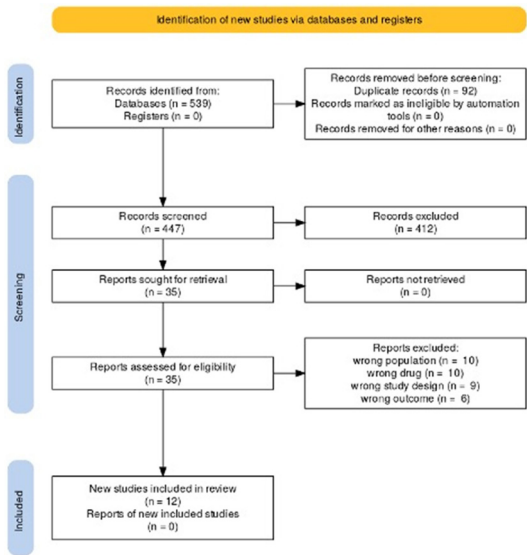 Identification of new studies via databases and registers
Identification
Records identified from:
Databases (n = 539)
Registers (n = 0)
Records removed before screening:
Duplicate records (n = 92)
Records marked as ineligible by automation
tools (n = 0)
Records removed for other reasons (n = 0)
Screening
Records screened
(n = 447)
Records excluded
(n = 412)
Reports sought for retrieval
(n = 35)
Reports not retrieved
(n = 0)
Reports assessed for eligibility
(n = 35)
Reports excluded:
wrong population (n = 10)
wrong drug (n = 10)
wrong study design (n = 9)
wrong outcome (n = 6)
Included
New studies included in review
(n = 12)
Reports of new included studies
(n = 0)